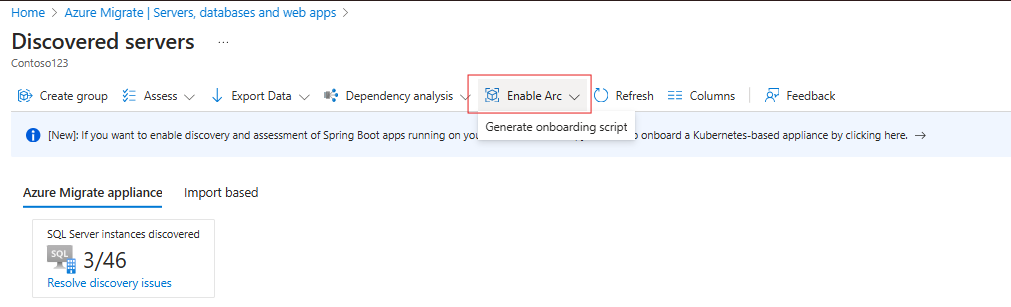 Home > Azure Migrate | Servers, databases and web apps >
Discovered servers ...
Contoso123
Create group Assess Export Data Dependency analysis Enable Arc Refresh Columns Feedback
Generate onboarding script
[New]: If you want to enable discovery and assessment of Spring Boot apps running on you o onboard a Kubernetes-based appliance by clicking here. →
Azure Migrate appliance Import based
SQL Server instances discovered
SQL 3/46
Resolve discovery issues